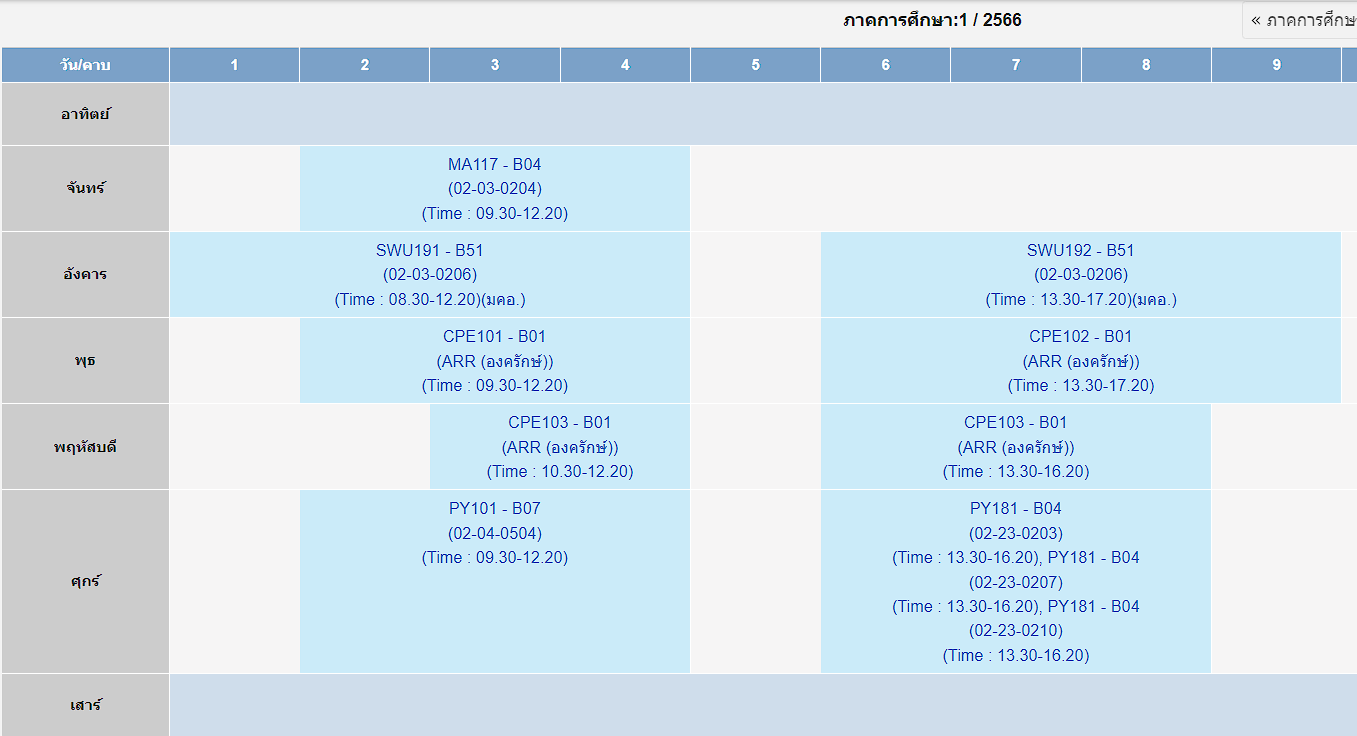 ภาคการศึกษา:1 / 2566
« ภาคการศึกษ
วัน/คาบ 1 2 3 4 5 6 7 8 9
อาทิตย์
จันทร์
MA117 - B04
(02-03-0204)
(Time : 09.30-12.20)
อังคาร
SWU191 - B51
(02-03-0206)
(Time : 08.30-12.20)(มคอ.)
SWU192 - B51
(02-03-0206)
(Time : 13.30-17.20)(มคอ.)
พุธ
CPE101 - B01
(ARR (องครักษ์))
(Time : 09.30-12.20)
CPE102 - B01
(ARR (องครักษ์))
(Time : 13.30-17.20)
พฤหัสบดี
CPE103 - B01
(ARR (องครักษ์))
(Time : 10.30-12.20)
CPE103 - B01
(ARR (องครักษ์))
(Time : 13.30-16.20)
ศุกร์
PY101 - B07
(02-04-0504)
(Time : 09.30-12.20)
PY181 - B04
(02-23-0203)
(Time : 13.30-16.20), PY181 - B04
(02-23-0207)
(Time : 13.30-16.20), PY181 - B04
(02-23-0210)
(Time : 13.30-16.20)
เสาร์